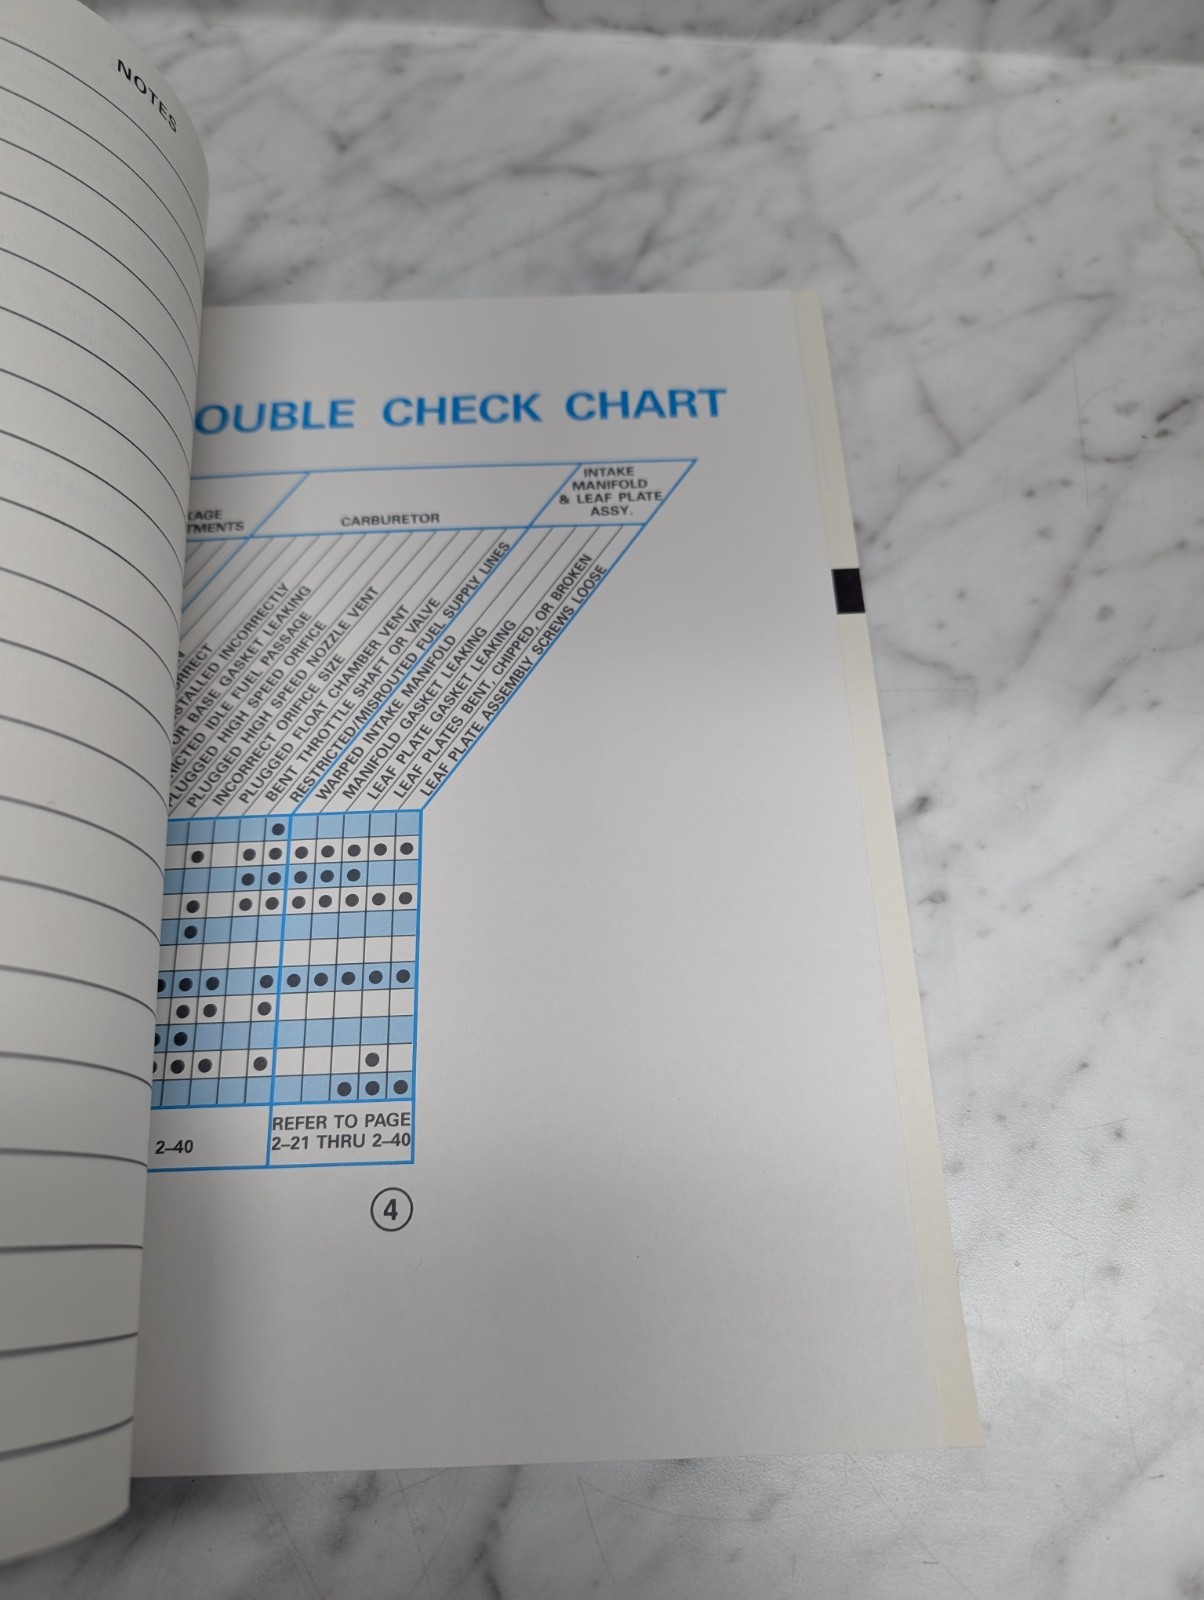 NOTES
OUBLE CHECK CHART
KAGE
TMENTS
CARBURETOR
INTAKE
MANIFOLD
& LEAF PLATE
ASSY.
RRECT
STALLED INCORRECTLY
OR BASE GASKET LEAKING
RICTED IDLE FUEL PASSAGE
PLUGGED HIGH SPEED ORIFICE
PLUGGED HIGH SPEED NOZZLE VENT
INCORRECT ORIFICE SIZE
PLUGGED FLOAT CHAMBER VENT
BENT THROTTLE SHAFT OR VALVE
RESTRICTED/MISROUTED FUEL SUPPLY LINES
WARPED INTAKE MANIFOLD
MANIFOLD GASKET LEAKING
LEAF PLATE GASKET LEAKING
LEAF PLATES BENT, CHIPPED, OR BROKEN
LEAF PLATE ASSEMBLY SCREWS LOOSE
2–40
REFER TO PAGE
2–21 THRU 2–40
4